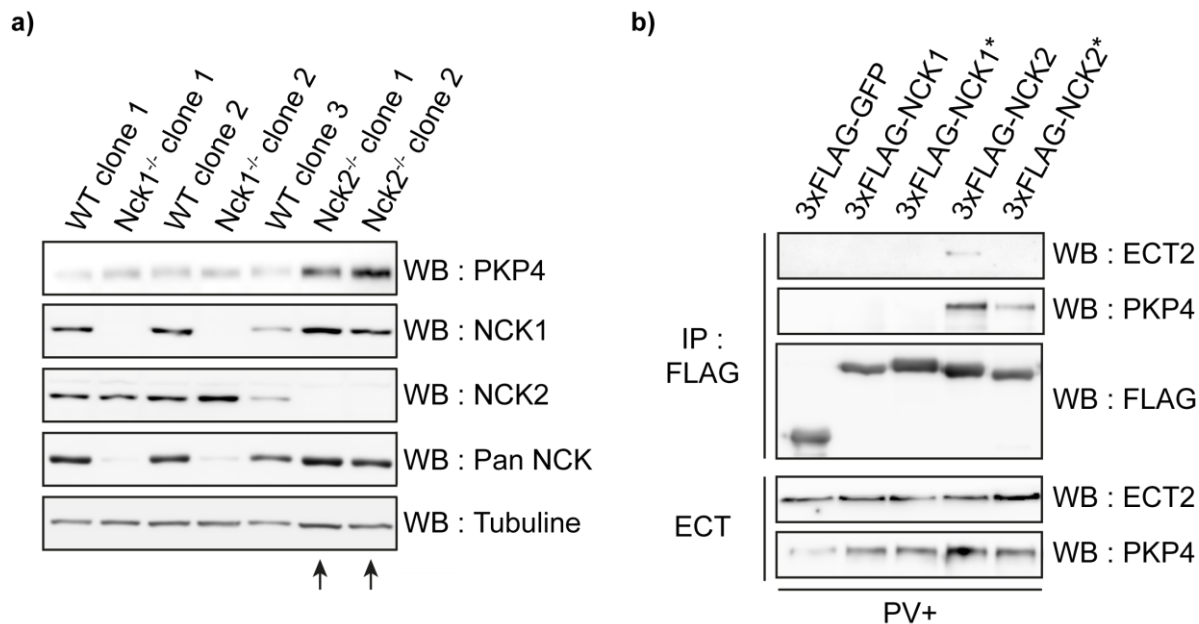 a)
WT clone 1
Nck1-/- clone 1
WT clone 2
Nck1-/- clone 2
WT clone 3
Nck2-/- clone 1
Nck2-/- clone 2
WB : PKP4
WB : NCK1
WB : NCK2
WB : Pan NCK
WB : Tubuline
b)
3xFLAG-GFP
3xFLAG-NCK1
3xFLAG-NCK1*
3xFLAG-NCK2
3xFLAG-NCK2*
IP :
FLAG
WB : ECT2
WB : PKP4
WB : FLAG
ECT
WB : ECT2
WB : PKP4
PV+